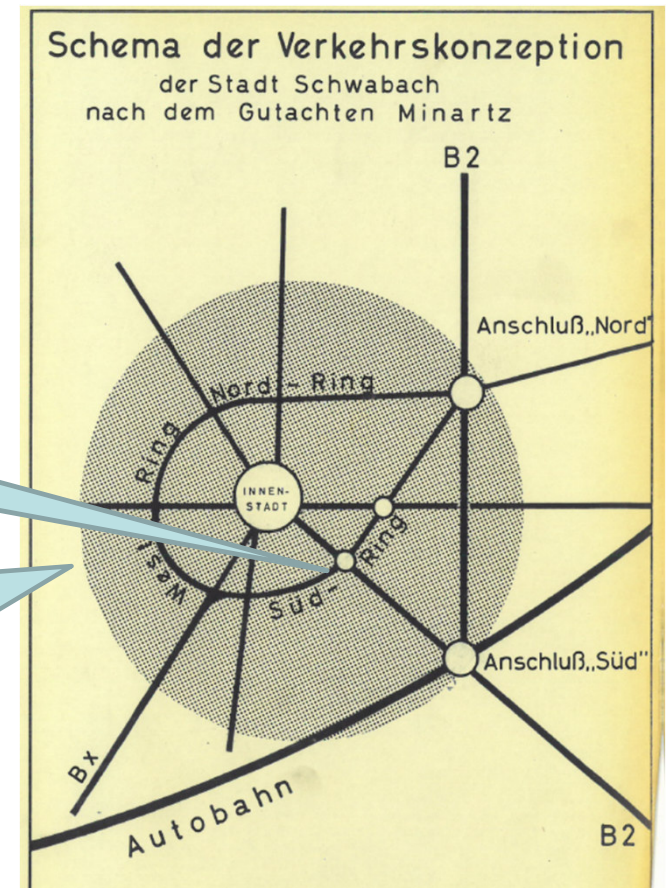 Schema der Verkehrskonzeption
der Stadt Schwabach
nach dem Gutachten Minartz
B2
Anschluß„Nord"
Nord-Ring
West Ring
INNEN-
STADT
Süd-Ring
Anschluß„Süd"
Bx
Autobahn
B2